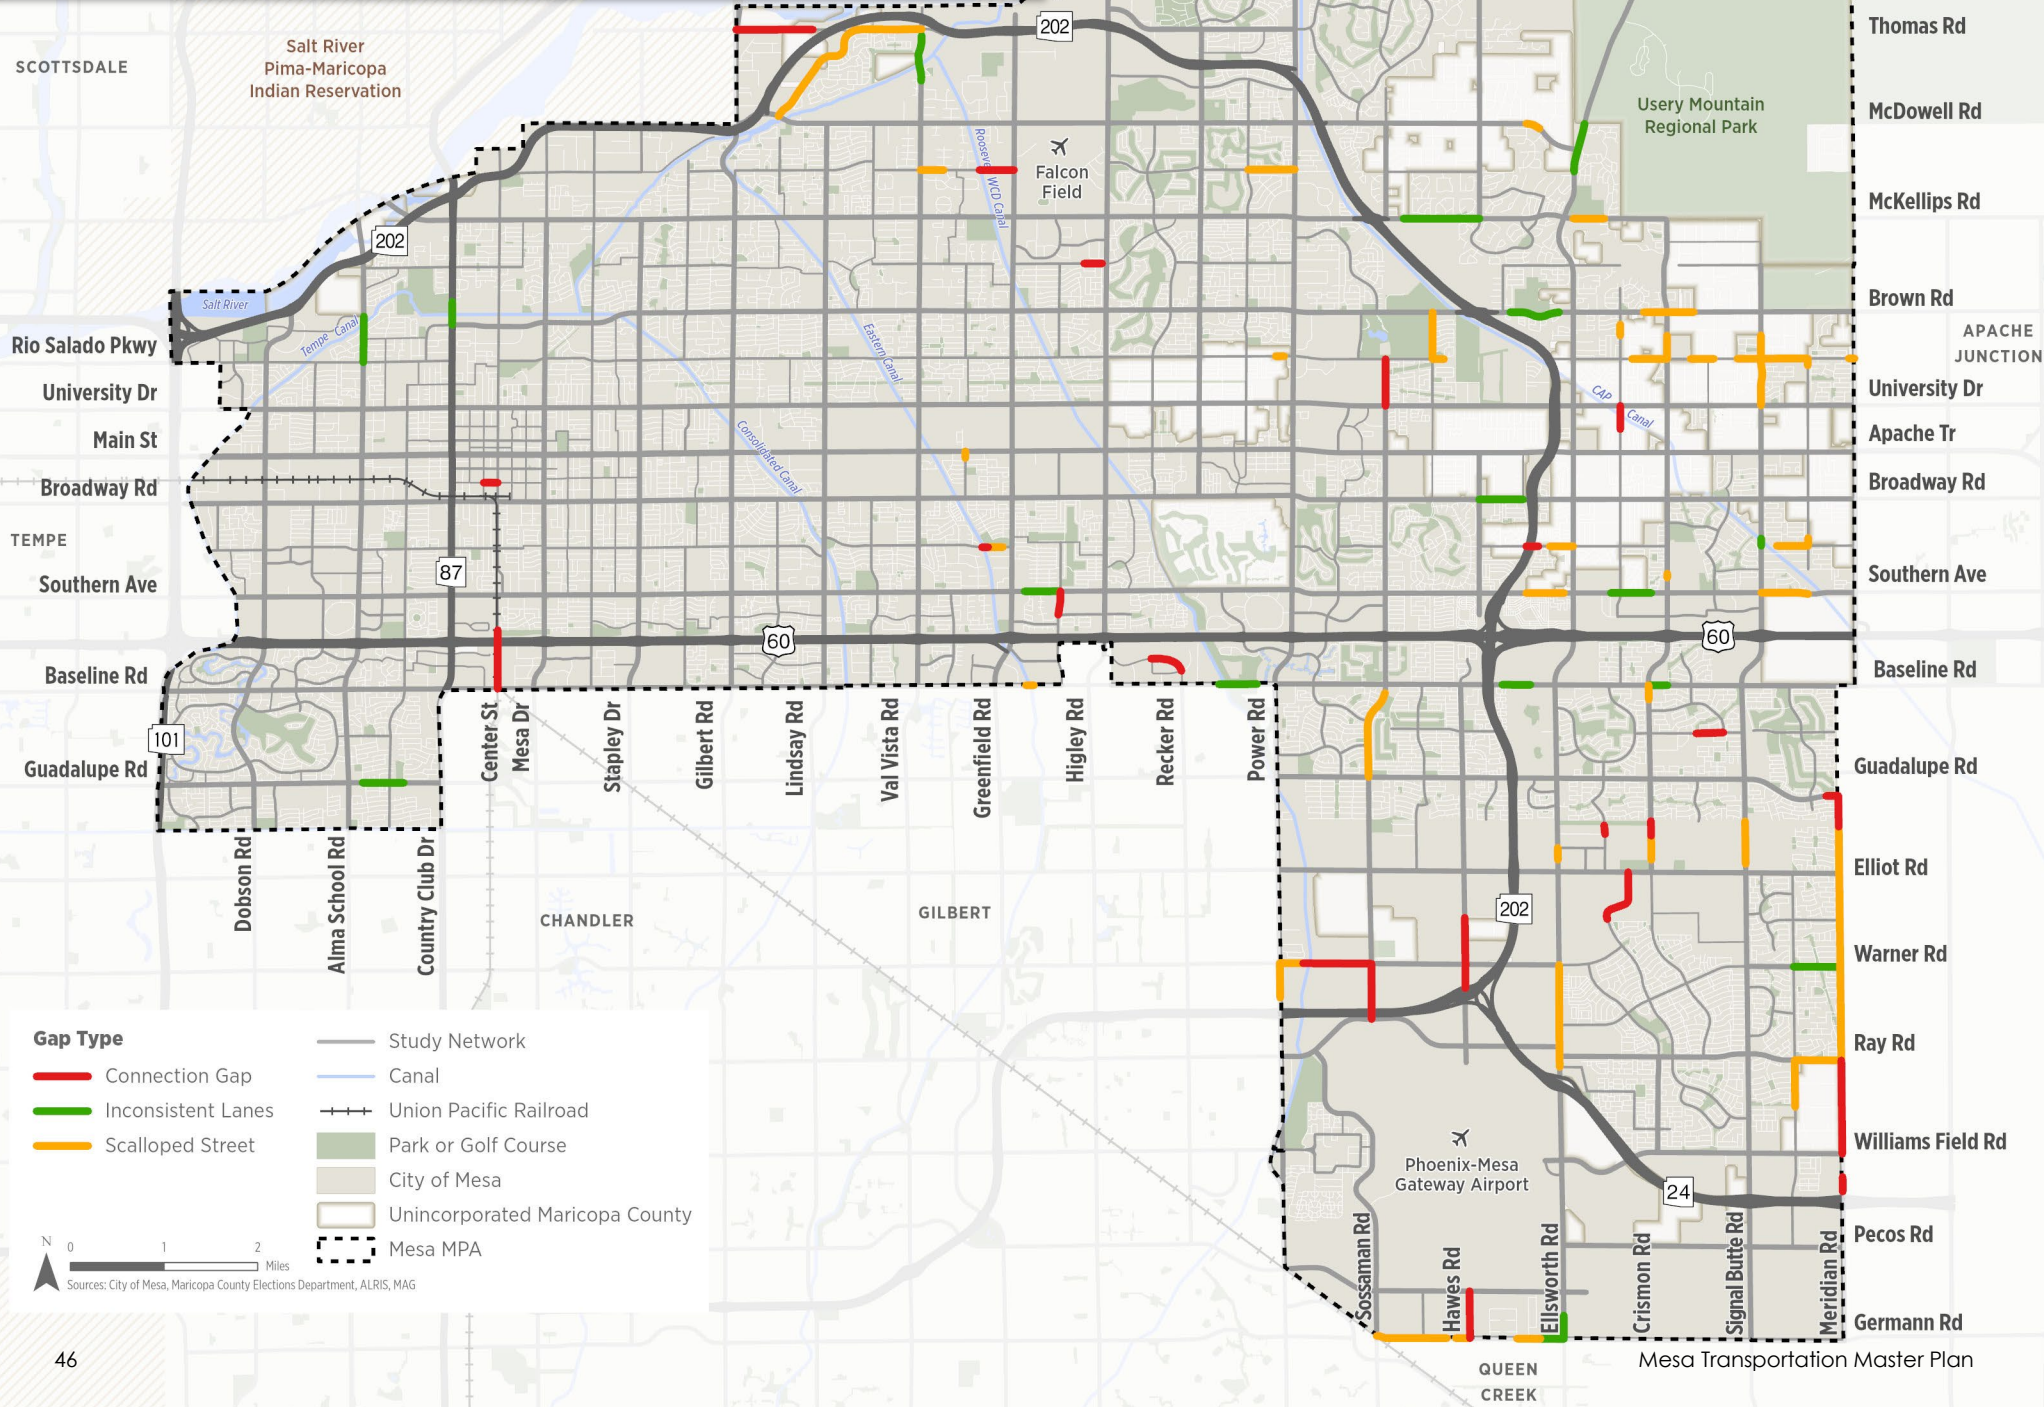 Thomas Rd
202
SCOTTSDALE
Salt River
Pima-Maricopa
Indian Reservation
Usery Mountain
Regional Park
McDowell Rd
Roosevelt WCD Canal
Falcon
Field
McKellips Rd
202
Salt River
Brown Rd
Tempe Canal
Eastern Canal
APACHE
JUNCTION
Rio Salado Pkwy
University Dr
University Dr
CAP Canal
Main St
Consolidated Canal
Apache Tr
Broadway Rd
Broadway Rd
TEMPE
87
Southern Ave
Southern Ave
60
60
Baseline Rd
Baseline Rd
101
Guadalupe Rd
Guadalupe Rd
Center St
Mesa Dr
Stapley Dr
Gilbert Rd
Lindsay Rd
Val Vista Rd
Greenfield Rd
Higley Rd
Recker Rd
Power Rd
Dobson Rd
Alma School Rd
Country Club Dr
CHANDLER
GILBERT
Elliot Rd
202
Warner Rd
Ray Rd
Williams Field Rd
Phoenix-Mesa
Gateway Airport
24
Pecos Rd
Sossaman Rd
Hawes Rd
Ellsworth Rd
Crismon Rd
Signal Butte Rd
Meridian Rd
Germann Rd
QUEEN
CREEK
Gap Type
Connection Gap
Inconsistent Lanes
Scalloped Street
Study Network
Canal
Union Pacific Railroad
Park or Golf Course
City of Mesa
Unincorporated Maricopa County
Mesa MPA
N
0 1 2
Miles
Sources: City of Mesa, Maricopa County Elections Department, ALRIS, MAG
46
Mesa Transportation Master Plan